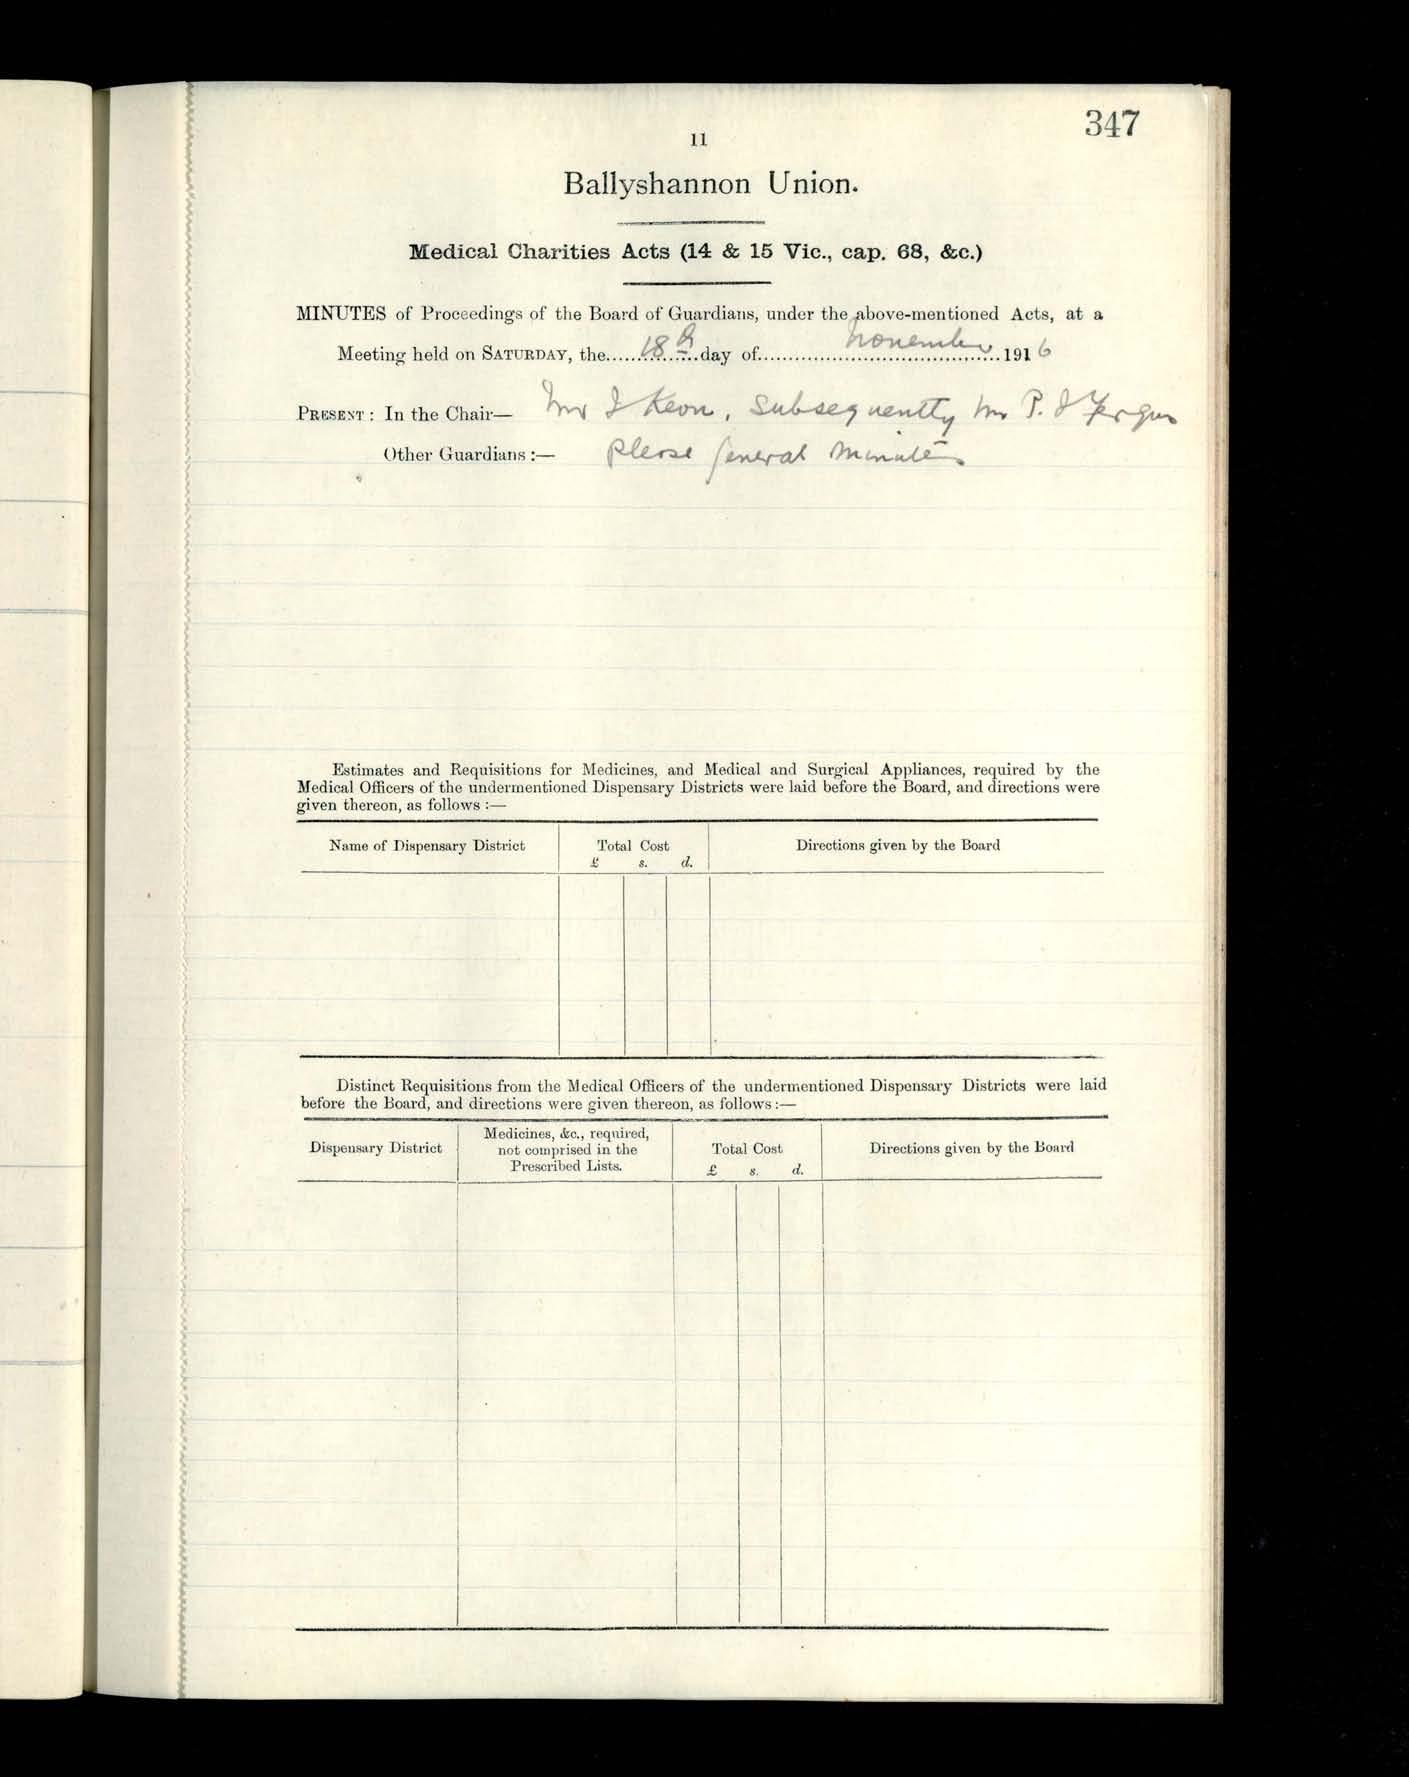 347
11
Ballyshannon Union.
Medical Charities Acts (14 & 15 Vic., cap. 68, &c.)
MINUTES of Proceedings of the Board of Guardians, under the above-mentioned Acts, at a
Meeting held on SATURDAY, the 18th day of November 1916
PRESENT : In the Chair— Mr J Keon, Subsequently Mr P. J Fergus
Other Guardians :— Please General Minutes
Estimates and Requisitions for Medicines, and Medical and Surgical Appliances, required by the
Medical Officers of the undermentioned Dispensary Districts were laid before the Board, and directions were
given thereon, as follows :—
Name of Dispensary District Total Cost Directions given by the Board
£ s. d.
Distinct Requisitions from the Medical Officers of the undermentioned Dispensary Districts were laid
before the Board, and directions were given thereon, as follows :—
Dispensary District Medicines, &c., required, not comprised in the Prescribed Lists. Total Cost Directions given by the Board
£ s. d.